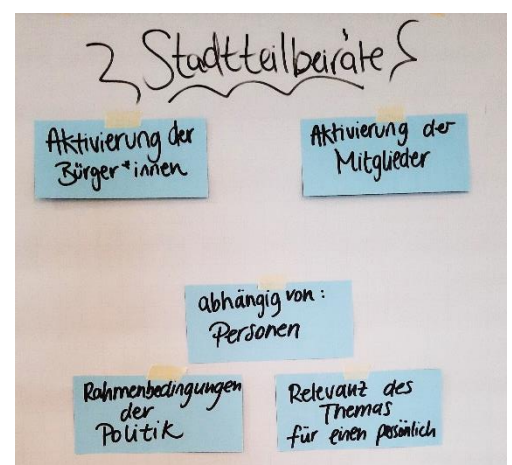 Stadtteilbeiräte
Aktivierung der
Bürger*innen
Aktivierung der
Mitglieder
abhängig von:
Personen
Rahmenbedingungen
der
Politik
Relevanz des
Themas
für einen persönlich